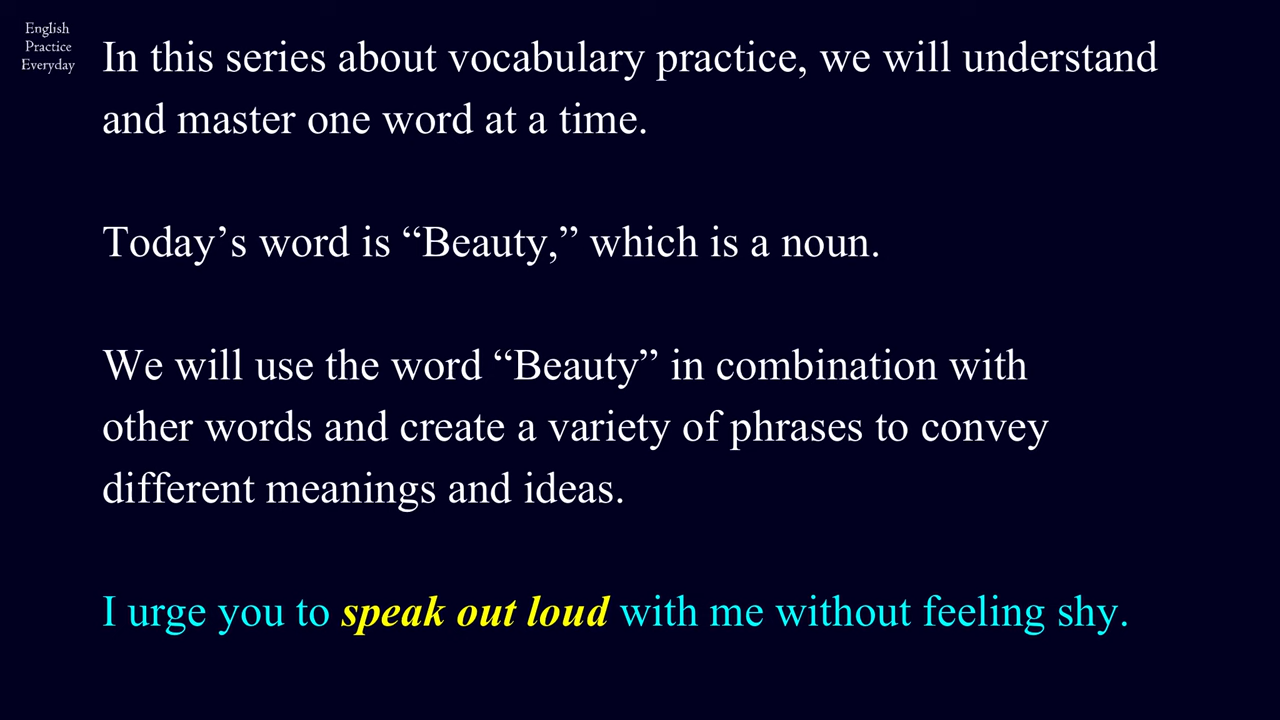 English
Practice
Everyday
In this series about vocabulary practice, we will understand
and master one word at a time.
Today’s word is “Beauty,” which is a noun.
We will use the word “Beauty” in combination with
other words and create a variety of phrases to convey
different meanings and ideas.
I urge you to speak out loud with me without feeling shy.